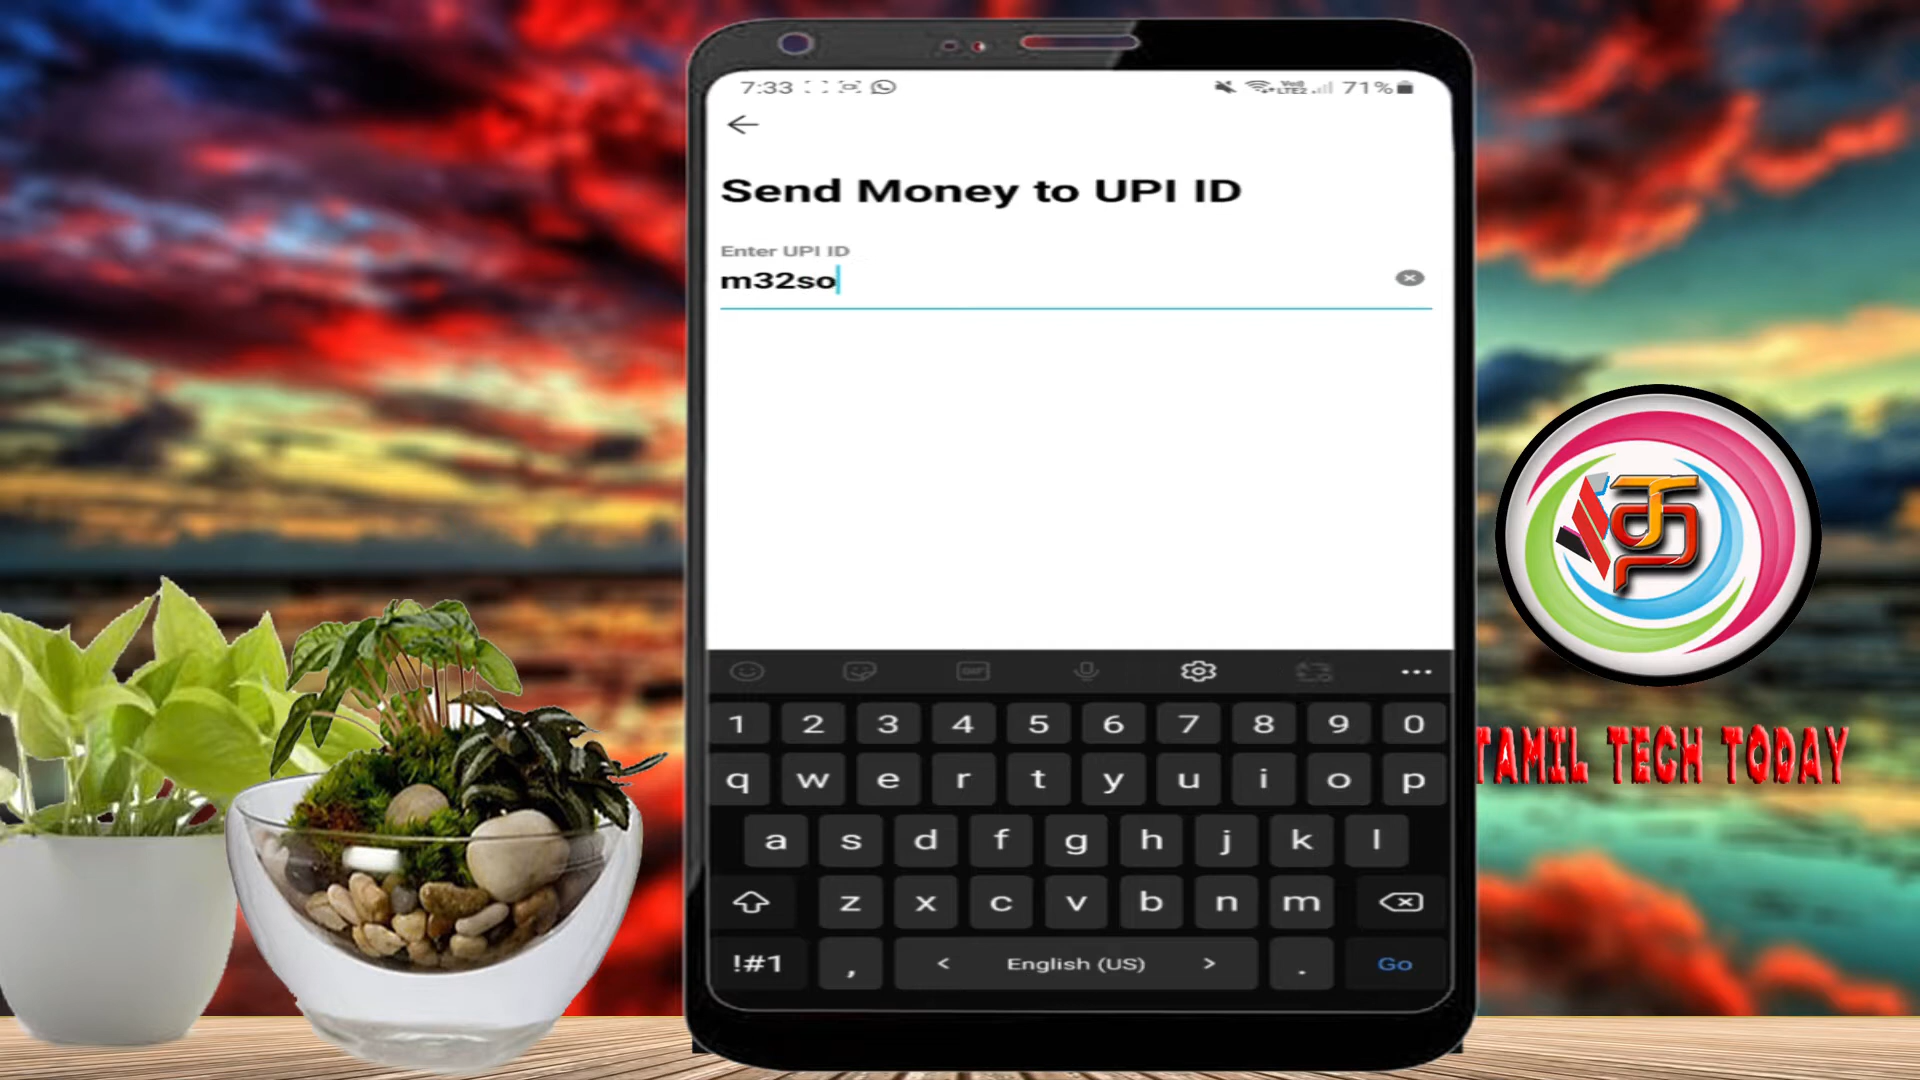 7:33
71%
Send Money to UPI ID
Enter UPI ID
m32so
GIF
1 2 3 4 5 6 7 8 9 0
q w e r t y u i o p
a s d f g h j k l
z x c v b n m
!#1 , < English (US) > . Go
த
TAMIL TECH TODAY